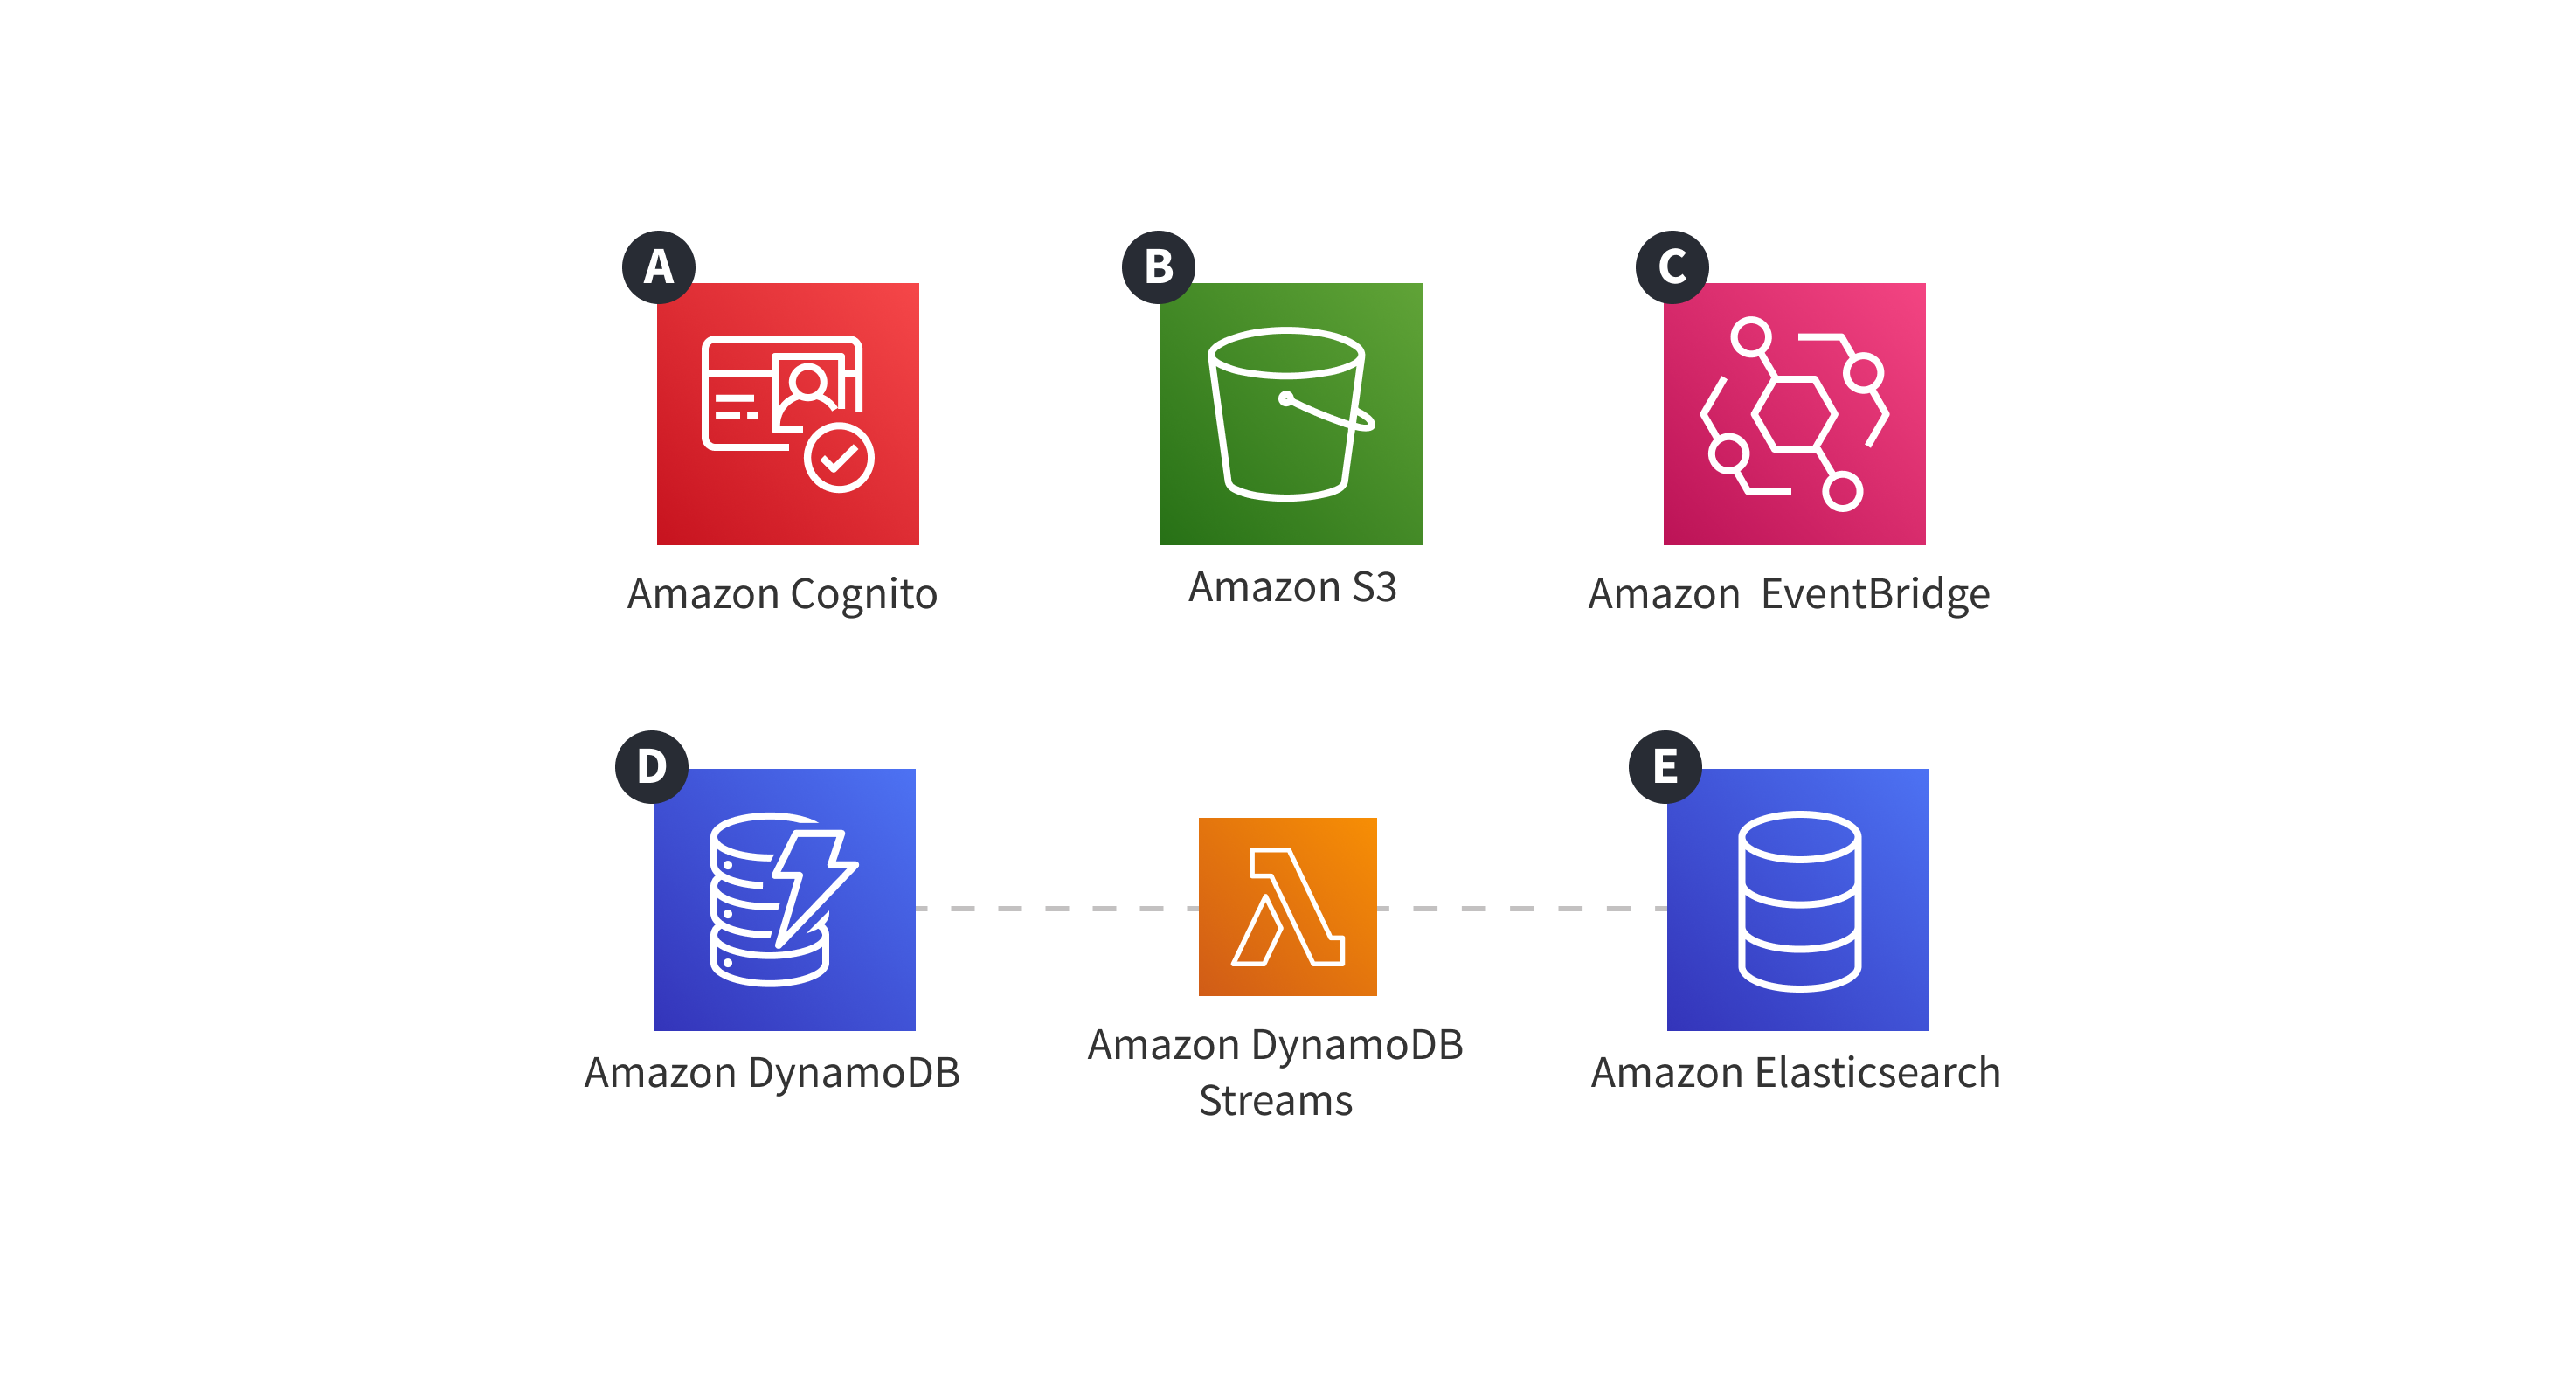 A
B
C
Amazon Cognito
Amazon S3
Amazon  EventBridge
D
E
Amazon DynamoDB
Amazon DynamoDB
Streams
Amazon Elasticsearch